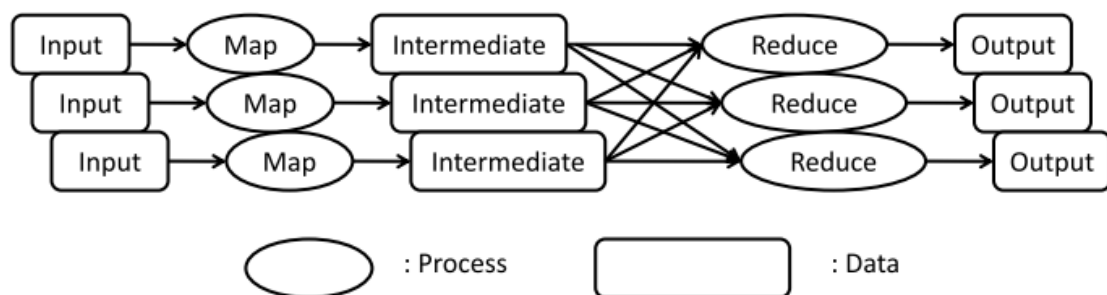 Input Map Intermediate Reduce Output
Input Map Intermediate Reduce Output
Input Map Intermediate Reduce Output
: Process : Data